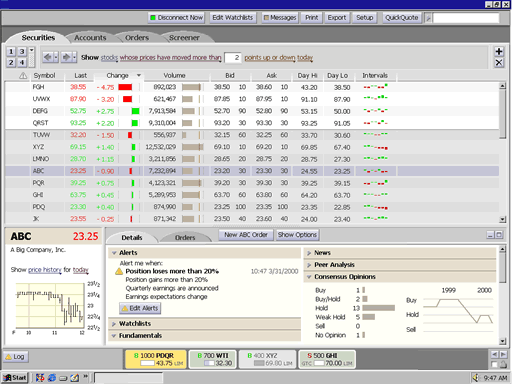 Disconnect Now Edit Watchlists Messages Print Export Setup QuickQuote
Securities Accounts Orders Screener
1 2
3 4
Show stocks whose prices have moved more than 2 points up or down today
Symbol Last Change Volume Bid Ask Day Hi Day Lo Intervals
FGH 38.55 - 4.75 892,023 38.50 10 38.60 10 43.20 38.50
UVWX 87.90 - 3.20 621,467 87.85 10 87.95 10 91.10 87.90
DEFG 52.75 + 2.75 7,913,584 52.70 90 52.80 90 53.15 50.00
QRST 93.25 + 2.20 9,310,004 93.20 30 93.30 30 93.25 91.05
TUVW 32.20 - 1.50 556,937 32.15 60 32.25 60 33.70 30.60
XYZ 69.15 + 1.40 12,532,029 69.10 60 69.20 10 69.85 67.40
LMNO 28.70 + 1.15 3,211,856 28.65 20 28.75 20 28.75 27.30
ABC 23.25 - 0.90 7,232,894 23.20 30 23.30 30 24.55 23.25
PQR 39.25 + 0.75 4,123,321 39.20 30 39.30 30 39.25 39.15
GHI 63.75 + 0.45 5,289,953 63.70 60 63.80 60 64.20 63.70
PDQ 23.30 + 0.40 874,990 23.25 100 23.35 100 23.35 22.85
JK 23.55 - 0.25 871,342 23.50 40 23.60 40 24.00 23.40
ABC 23.25
A Big Company, Inc.
Show price history for today
23 1/2
23 1/4
F 10 11 12
Details Orders New ABC Order Show Options
Alerts
Alert me when:
Position loses more than 20% 10:47 3/31/2000
Position gains more than 20%
Quarterly earnings are announced
Earnings expectations change
Edit Alerts
Watchlists
Fundamentals
News
Peer Analysis
Consensus Opinions
Buy 1
Buy/Hold 2
Hold 13
Weak Hold 5
Sell 0
No Opinion 1
1999 2000
Buy
Hold
Sell
Log
B 1000 PDQR 43.75 LIM
B 700 WTI 32.30
B 400 XYZ 69.80 LIM
S 500 GHI GTC 70.00 LIM
Start
9:47 AM